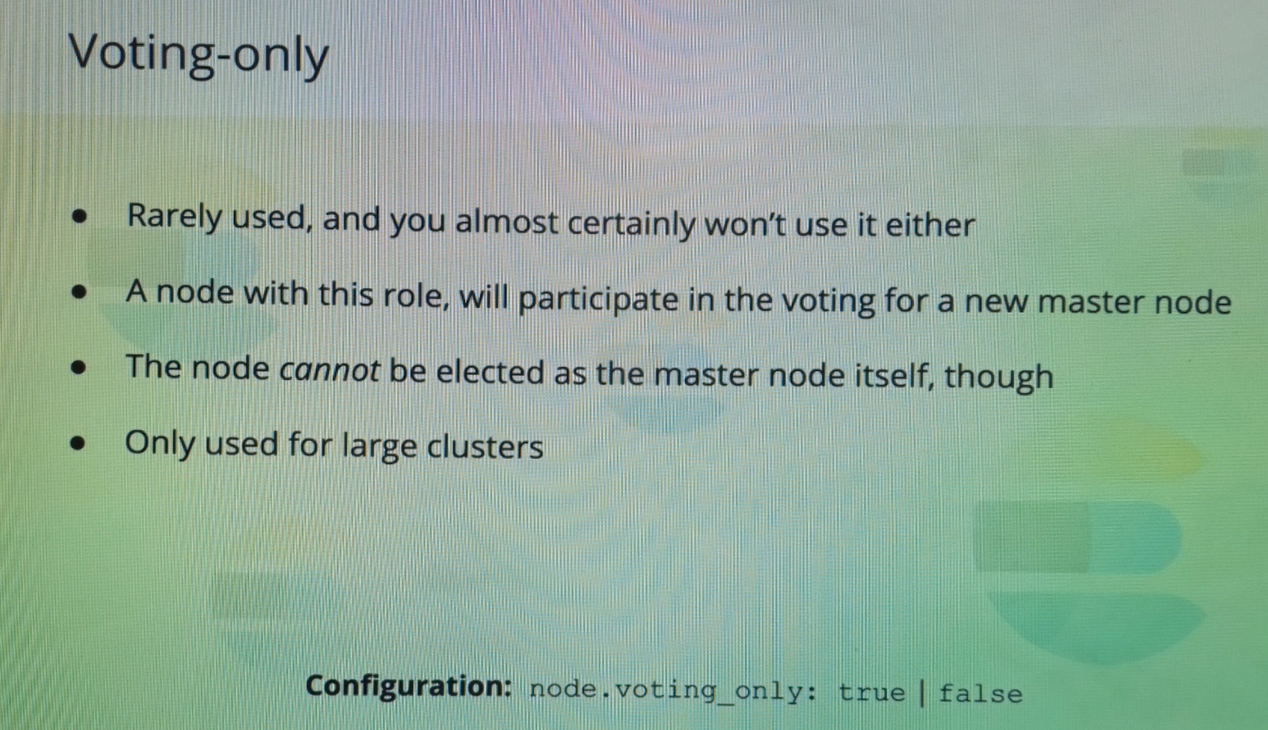 Voting-only
● Rarely used, and you almost certainly won't use it either
● A node with this role, will participate in the voting for a new master node
● The node cannot be elected as the master node itself, though
● Only used for large clusters
Configuration: node.voting_only: true | false